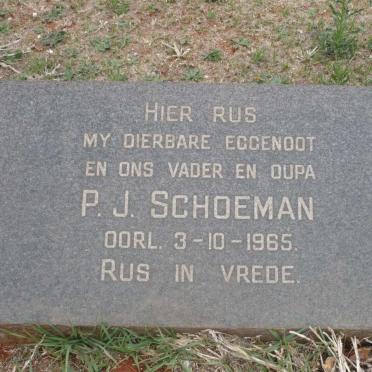 HIER RUS
MY DIERBARE EGGENOOT
EN ONS VADER EN OUPA
P. J. SCHOEMAN
OORL. 3-10-1965.
RUS IN VREDE.